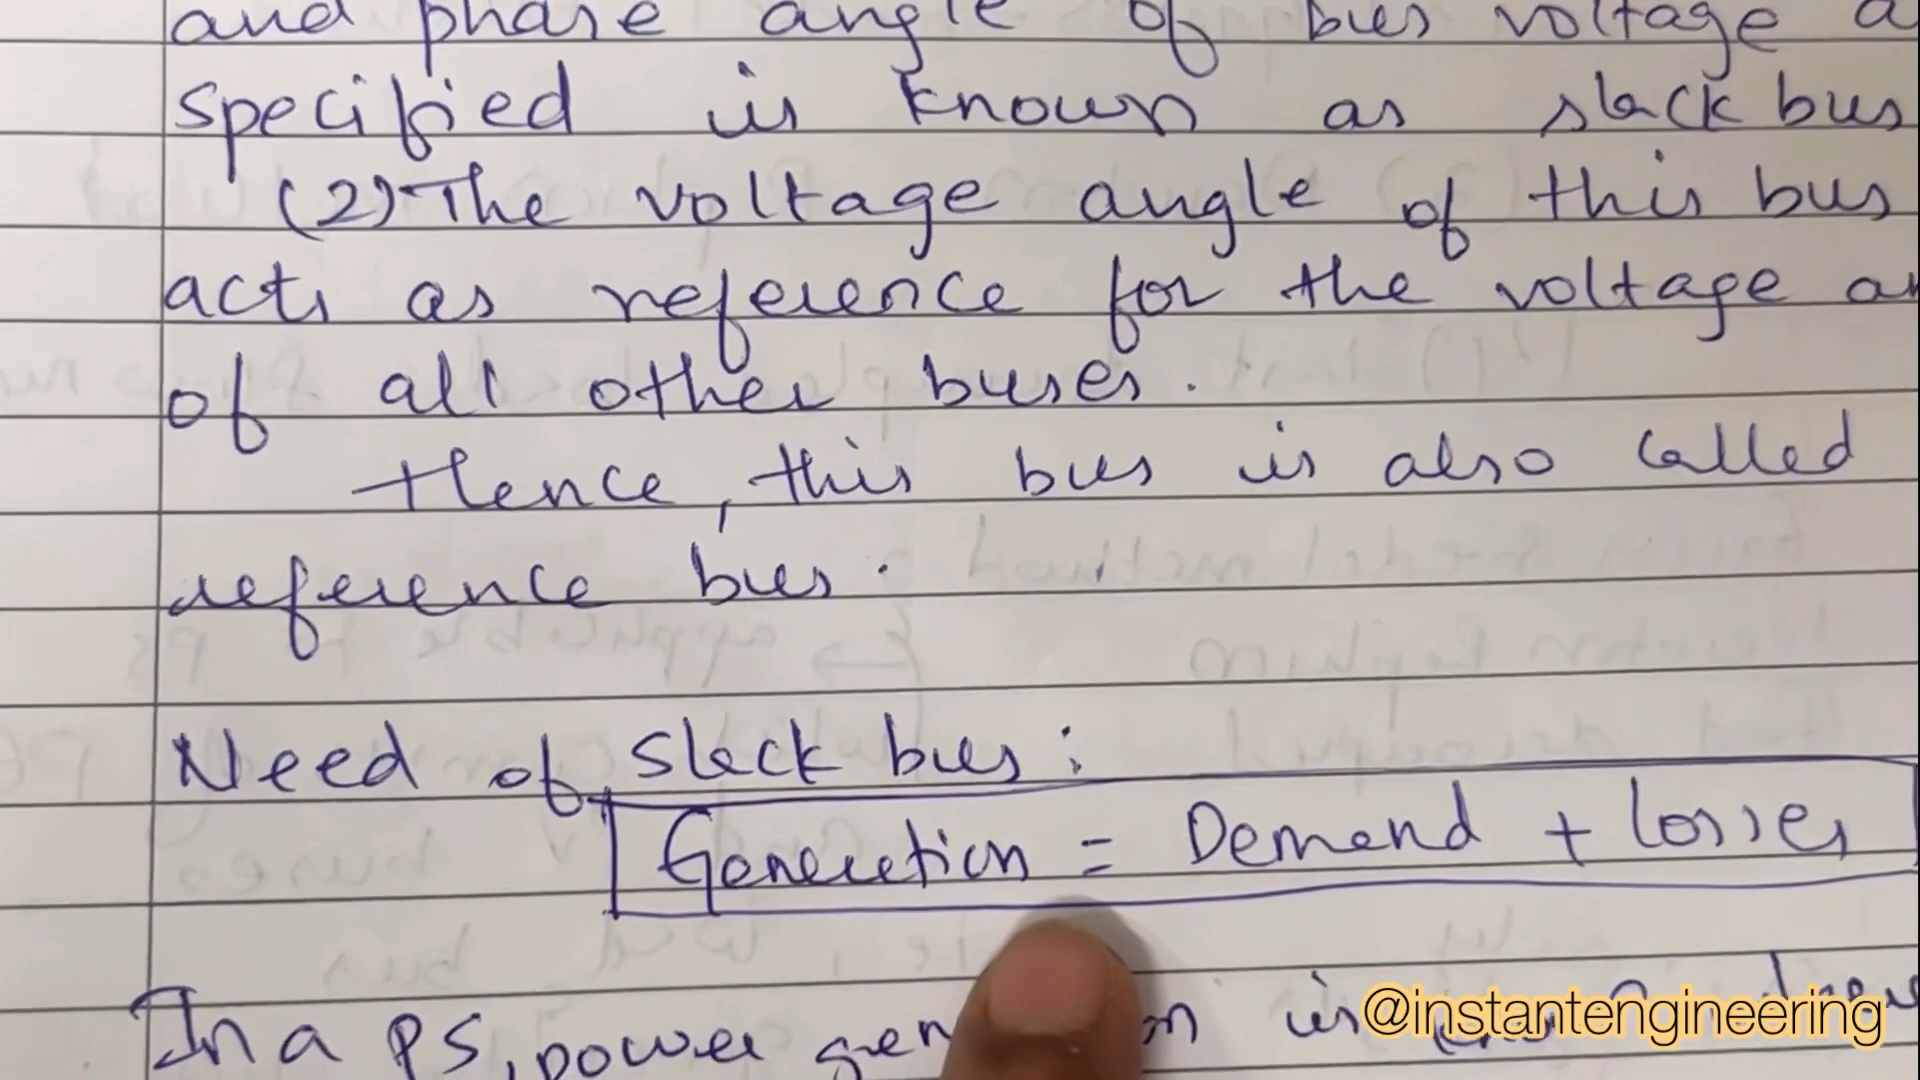 and phase angle of bus voltage a
specified is known as slack bus
(2) The voltage angle of this bus
acts as reference for the voltage an
of all other buses.
Hence, this bus is also called
reference bus.
Need of slack bus:
Generation = Demand + losses
In a PS, power gen n is
@instantengineering